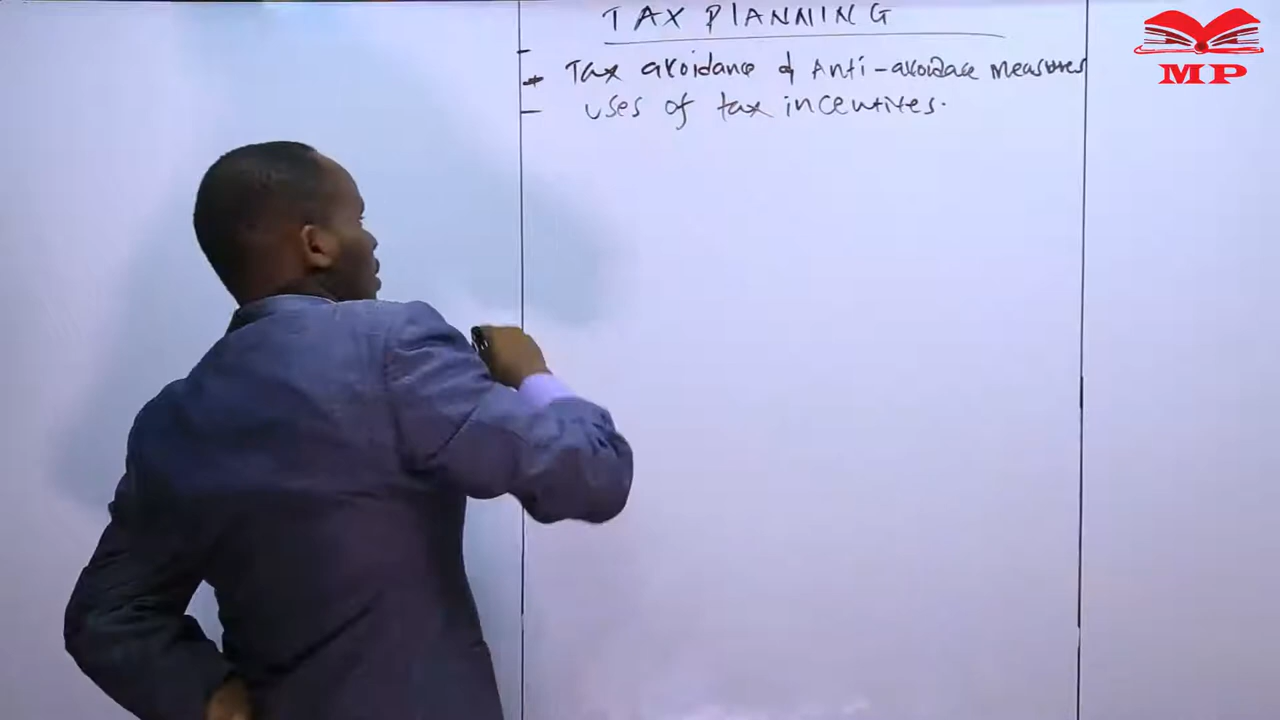 TAX PLANNING
- Tax avoidance & Anti-avoidance measures
- uses of tax incentives.
MP